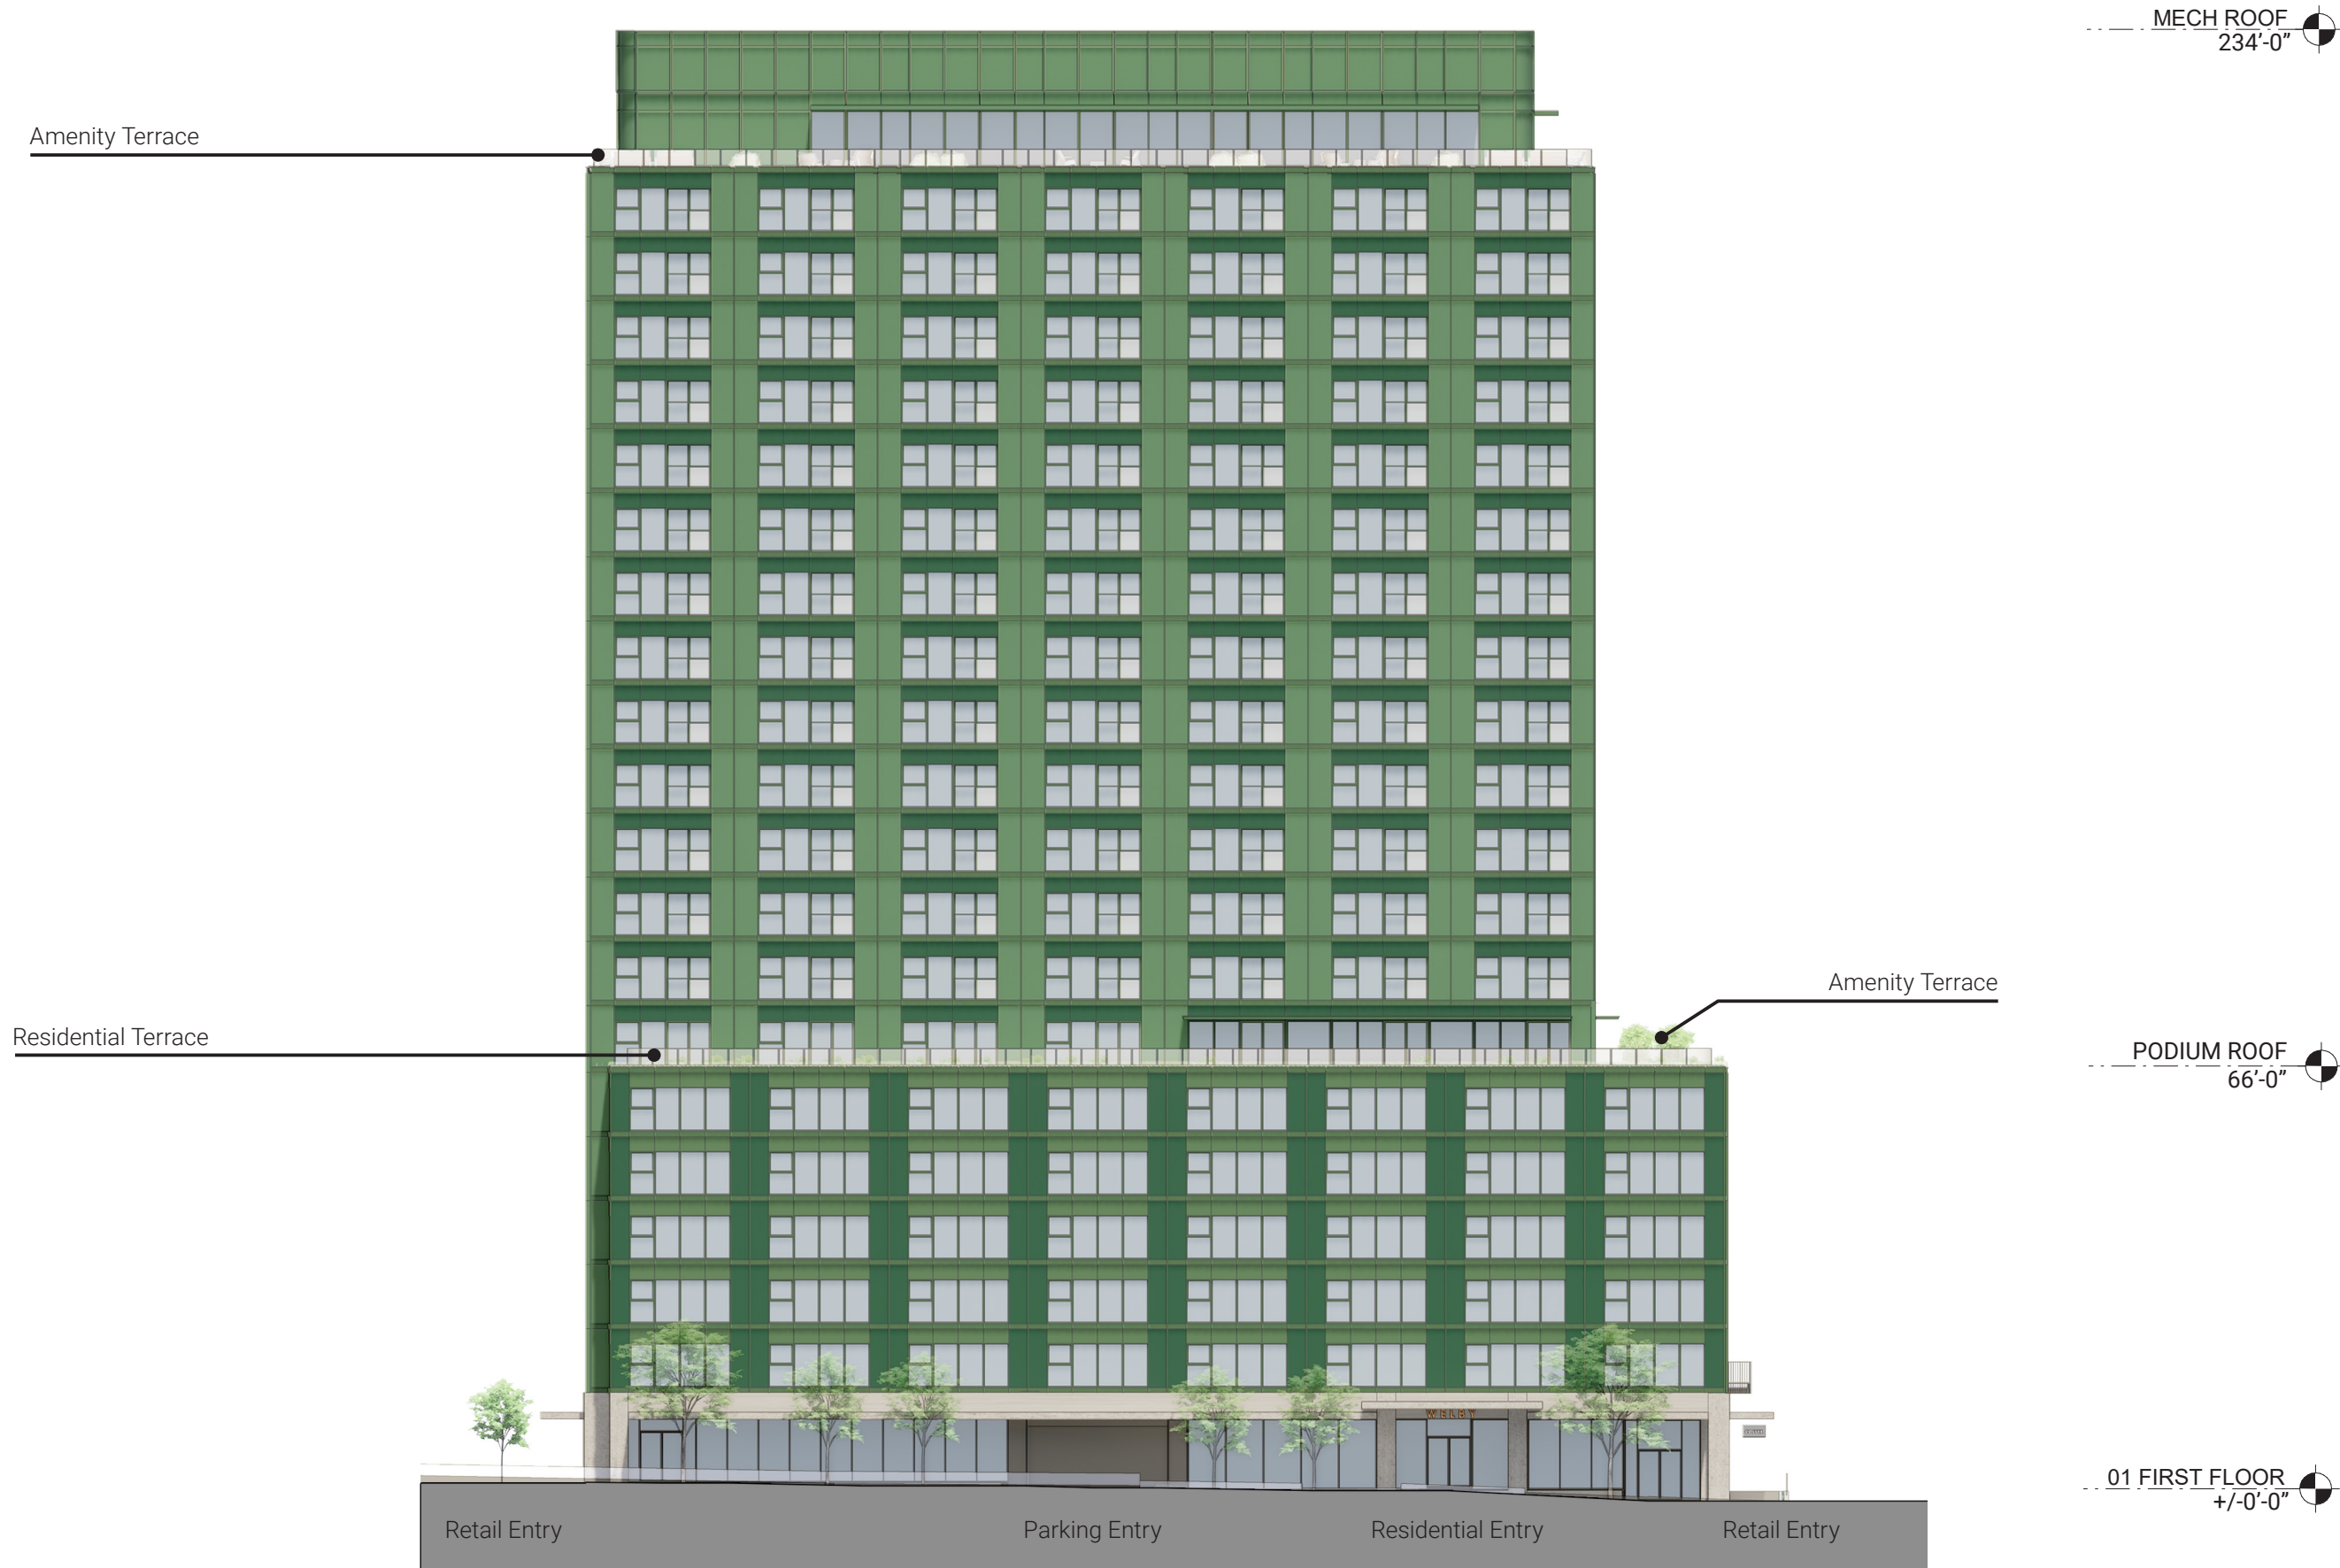 MECH ROOF
234’-0”
Amenity Terrace
Amenity Terrace
Residential Terrace
PODIUM ROOF
66’-0”
WELBY
01 FIRST FLOOR
+/-0’-0”
Retail Entry
Parking Entry
Residential Entry
Retail Entry